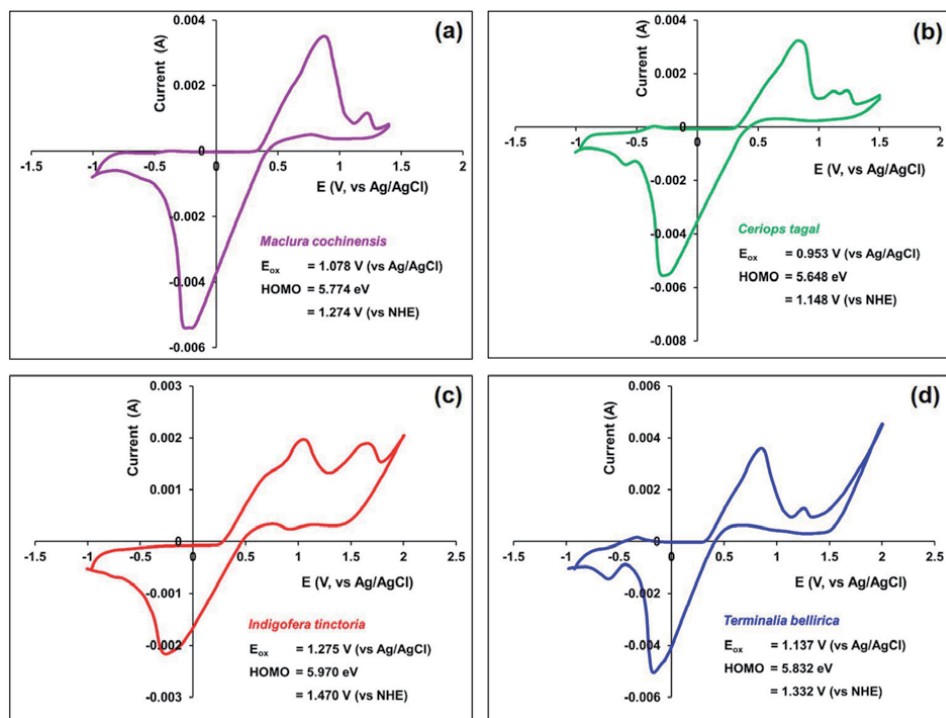 (a)
Current (A)
0.004
0.002
0
-0.002
-0.004
-0.006
-1.5
-1
-0.5
0
0.5
1
1.5
2
E (V, vs Ag/AgCl)
Maclura cochinensis
Eox = 1.078 V (vs Ag/AgCl)
HOMO = 5.774 eV
= 1.274 V (vs NHE)
(b)
Current (A)
0.004
0.002
0
-0.002
-0.004
-0.006
-0.008
-1.5
-1
-0.5
0
0.5
1
1.5
2
E (V, vs Ag/AgCl)
Ceriops tagal
Eox = 0.953 V (vs Ag/AgCl)
HOMO = 5.648 eV
= 1.148 V (vs NHE)
(c)
Current (A)
0.003
0.002
0.001
0
-0.001
-0.002
-0.003
-1.5
-1
-0.5
0
0.5
1
1.5
2
2.5
E (V, vs Ag/AgCl)
Indigofera tinctoria
Eox = 1.275 V (vs Ag/AgCl)
HOMO = 5.970 eV
= 1.470 V (vs NHE)
(d)
Current (A)
0.006
0.004
0.002
0
-0.002
-0.004
-0.006
-1.5
-1
-0.5
0
0.5
1
1.5
2
2.5
E (V, vs Ag/AgCl)
Terminalia bellirica
Eox = 1.137 V (vs Ag/AgCl)
HOMO = 5.832 eV
= 1.332 V (vs NHE)